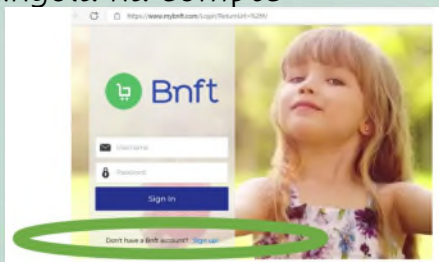 https://www.mybnft.com/Login?ReturnUrl=%2F
Bnft
Username
Password
Sign In
Don't have a Bnft account? Sign up!